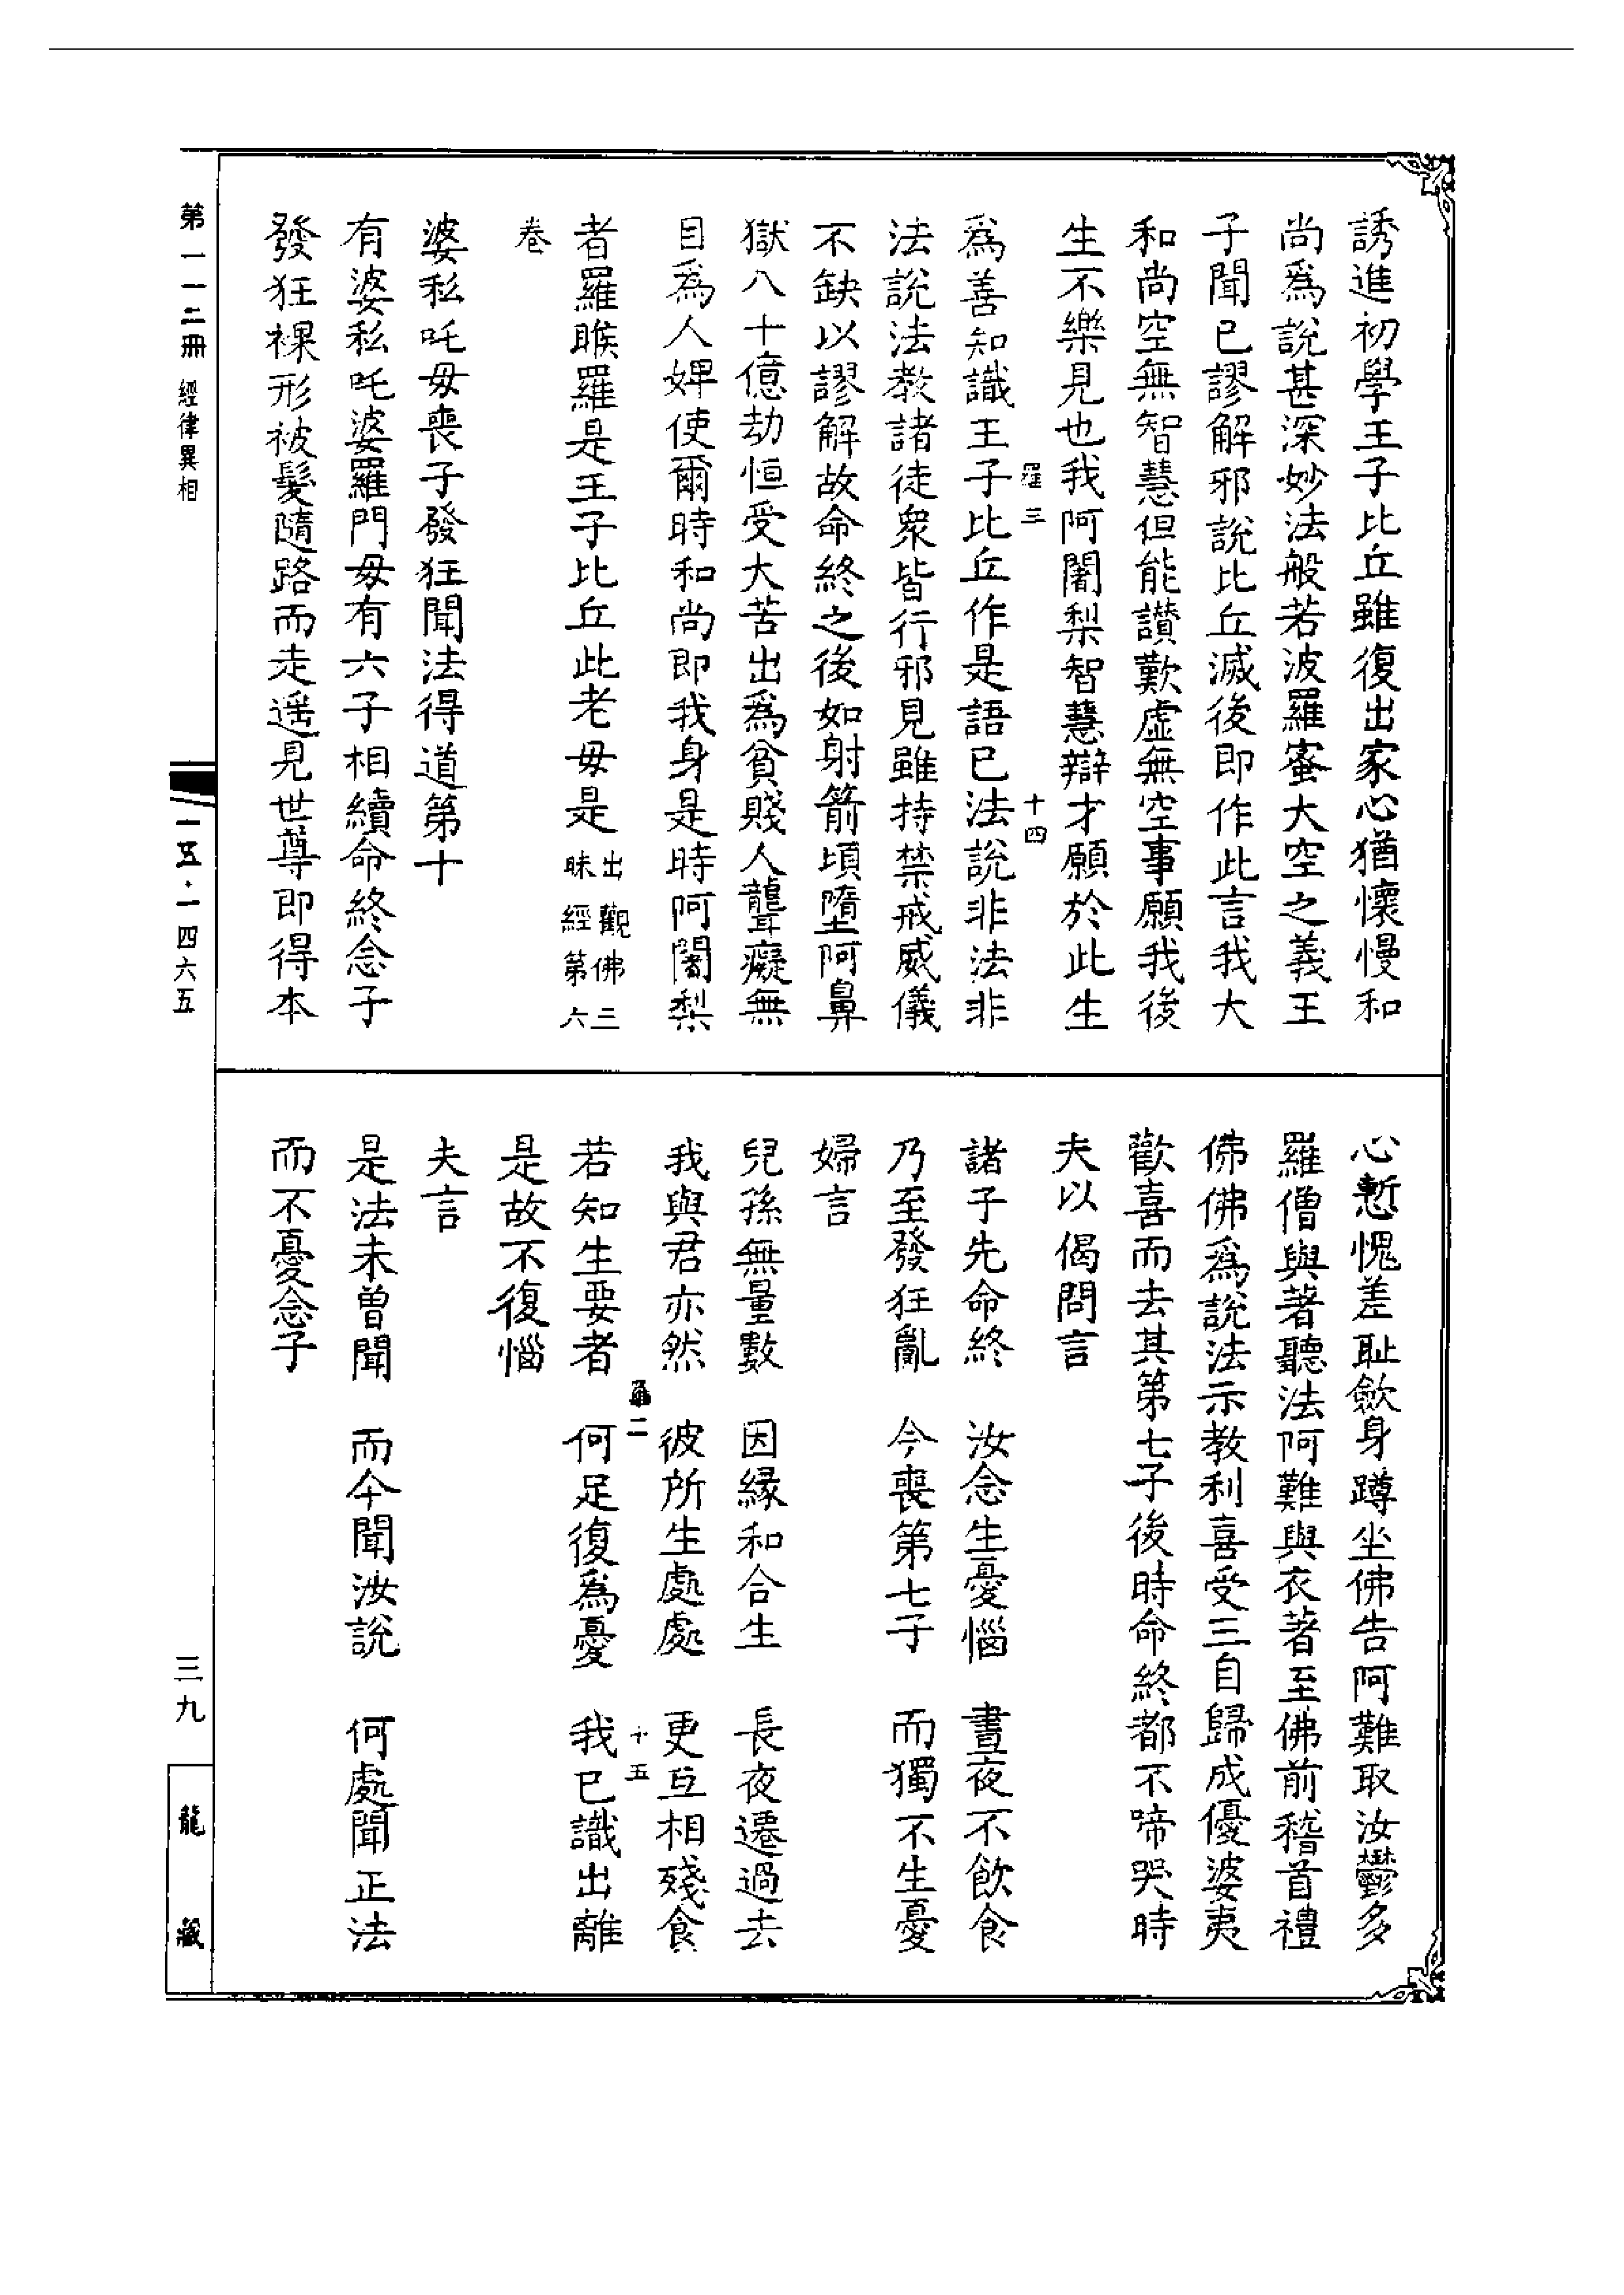 誘進初學王子比丘雖復出家心猶懷慢和
尚爲說甚深妙法般若波羅蜜大空之義王
子聞已謬解邪說比丘滅後即作此言我大
和尚空無智慧但能讚歎虛無空事願我後
生不樂見也我阿闍梨智慧辯才願於此生
羅三 十四
爲善知識王子比丘作是語已法說非法非
法說法教諸徒衆皆行邪見雖持禁戒威儀
不缺以謬解故命終之後如射箭頃墮阿鼻
獄八十億劫恒受大苦出爲貧賤人聾癡無
目爲人婢使爾時和尚即我身是時阿闍梨
者羅睺羅是王子比丘此老母是出觀佛三昧經第六
卷
婆私吒母喪子發狂聞法得道第十
有婆私吒婆羅門母有六子相續命終念子
發狂裸形被髮隨路而走遥見世尊即得本
心慙愧羞耻歛身蹲坐佛告阿難取汝鬱多
羅僧與著聽法阿難與衣著至佛前稽首禮
佛佛爲說法示教利喜受三自歸成優婆夷
歡喜而去其第七子後時命終都不啼哭時
夫以偈問言
諸子先命終 汝念生憂惱 晝夜不飲食
乃至發狂亂 今喪第七子 而獨不生憂
婦言
兒孫無量數 因緣和合生 長夜遷過去
我與君亦然 彼所生處處 更互相殘食
二 十五
若知生要者 何足復爲憂 我已識出離
是故不復惱
夫言
是法未曾聞 而今聞汝說 何處聞正法
而不憂念子
第一一二冊 經律異相
一五·一四六五
三九
龍藏